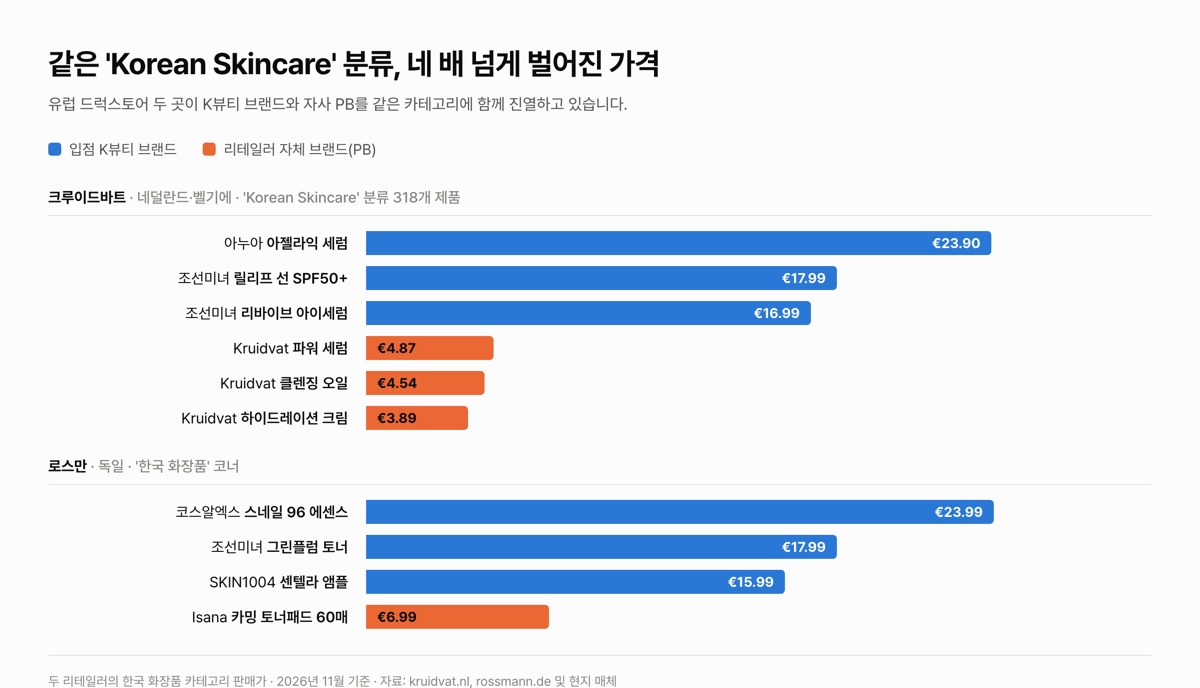 같은 'Korean Skincare' 분류, 네 배 넘게 벌어진 가격
유럽 드럭스토어 두 곳이 K뷰티 브랜드와 자사 PB를 같은 카테고리에 함께 진열하고 있습니다.
입점 K뷰티 브랜드 리테일러 자체 브랜드(PB)
크루이드바트 · 네덜란드·벨기에 · 'Korean Skincare' 분류 318개 제품
아누아 아젤라익 세럼 €23.90
조선미녀 릴리프 선 SPF50+ €17.99
조선미녀 리바이브 아이세럼 €16.99
Kruidvat 파워 세럼 €4.87
Kruidvat 클렌징 오일 €4.54
Kruidvat 하이드레이션 크림 €3.89
로스만 · 독일 · '한국 화장품' 코너
코스알엑스 스네일 96 에센스 €23.99
조선미녀 그린플럼 토너 €17.99
SKIN1004 센텔라 앰플 €15.99
Isana 카밍 토너패드 60매 €6.99
두 리테일러의 한국 화장품 카테고리 판매가 · 2026년 11월 기준 · 자료: kruidvat.nl, rossmann.de 및 현지 매체